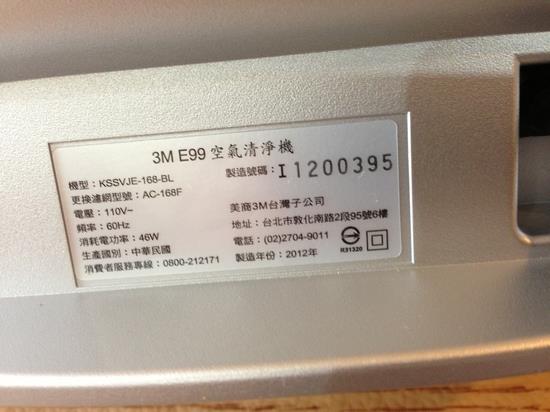 3M E99 空氣清淨機
機型：KSSVJE-168-BL
製造號碼：I1200395
更換濾網型號：AC-168F
電壓：110V~
頻率：60Hz
消耗電功率：46W
生產國別：中華民國
消費者服務專線：0800-212171
美商3M台灣子公司
地址：台北市敦化南路2段95號6樓
電話：(02)2704-9011
製造年份：2012年
R31320